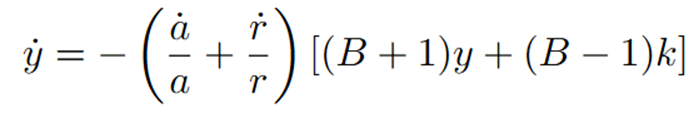 ẏ = − (ȧ/a + ṙ/r) [(B + 1)y + (B − 1)k]